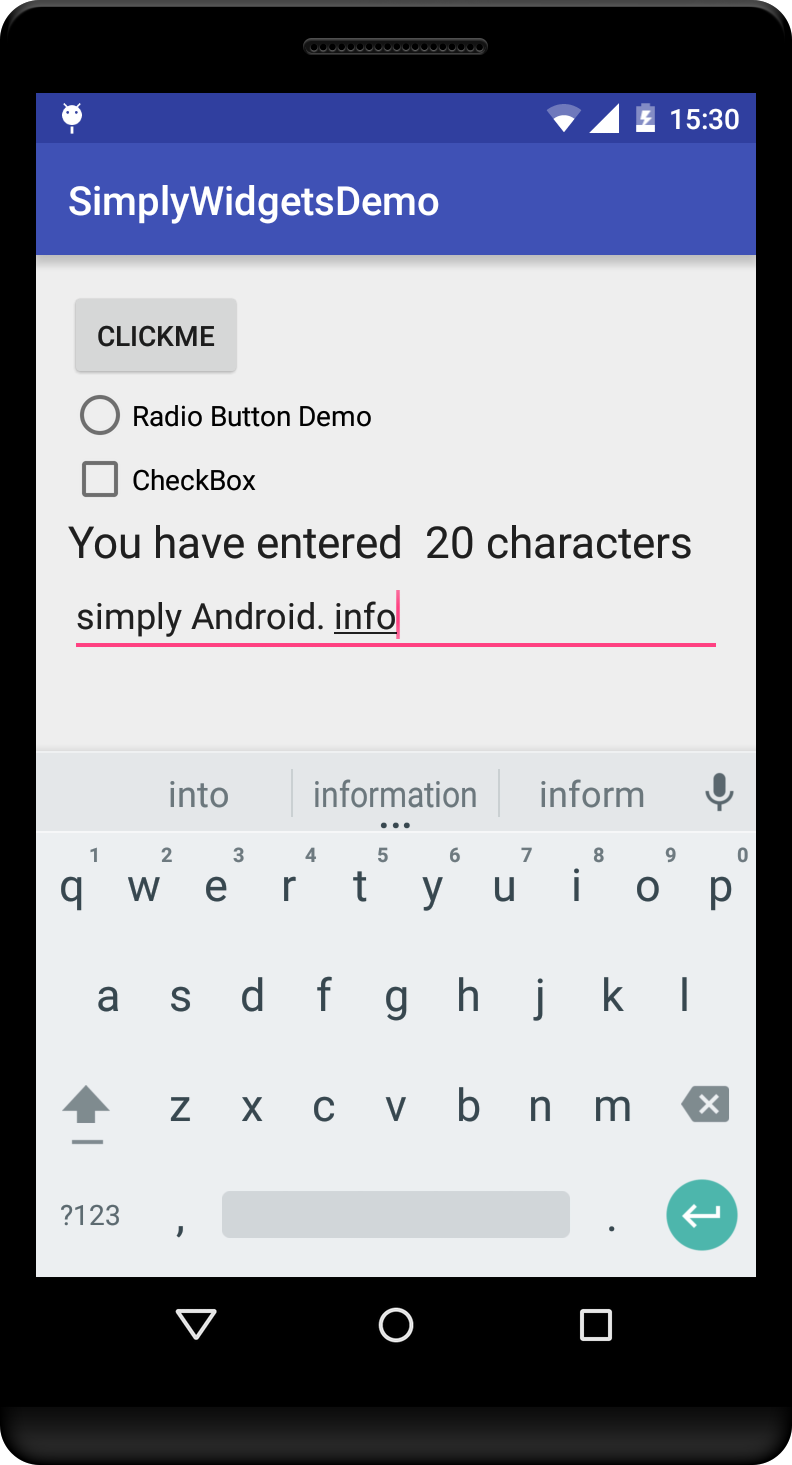 15:30
SimplyWidgetsDemo
CLICKME
Radio Button Demo
CheckBox
You have entered  20 characters
simply Android. info
into information inform
1 2 3 4 5 6 7 8 9 0
q w e r t y u i o p
a s d f g h j k l
z x c v b n m
?123 , .